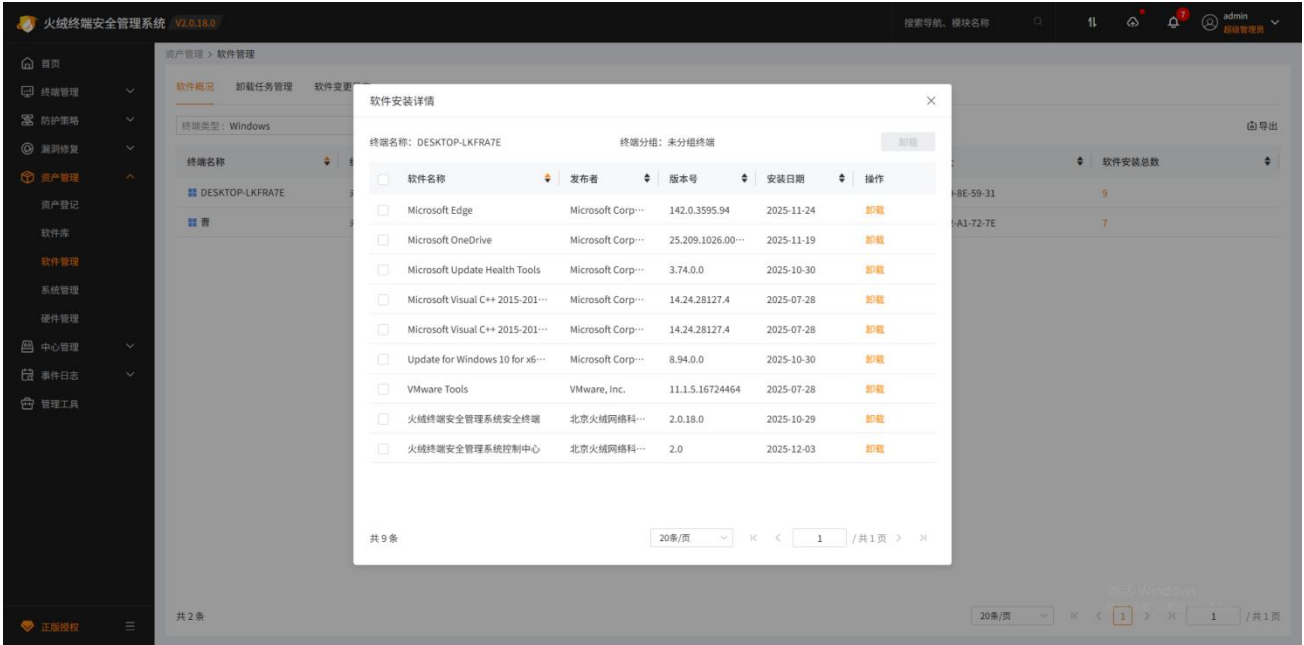 火绒终端安全管理系统 V2.0.18.0
搜索导航、模块名称
7
admin
超级管理员
首页
终端管理
防护策略
漏洞修复
资产管理
资产登记
软件库
软件管理
系统管理
硬件管理
中心管理
事件日志
管理工具
正版授权
资产管理 > 软件管理
软件概况 卸载任务管理 软件变更
终端类型: Windows
导出
终端名称 软件安装总数
DESKTOP-LKFRA7E -8E-59-31 9
曹 -A1-72-7E 7
软件安装详情
终端名称: DESKTOP-LKFRA7E 终端分组: 未分组终端 卸载
软件名称 发布者 版本号 安装日期 操作
Microsoft Edge Microsoft Corp··· 142.0.3595.94 2025-11-24 卸载
Microsoft OneDrive Microsoft Corp··· 25.209.1026.00··· 2025-11-19 卸载
Microsoft Update Health Tools Microsoft Corp··· 3.74.0.0 2025-10-30 卸载
Microsoft Visual C++ 2015-201··· Microsoft Corp··· 14.24.28127.4 2025-07-28 卸载
Microsoft Visual C++ 2015-201··· Microsoft Corp··· 14.24.28127.4 2025-07-28 卸载
Update for Windows 10 for x6··· Microsoft Corp··· 8.94.0.0 2025-10-30 卸载
VMware Tools VMware, Inc. 11.1.5.16724464 2025-07-28 卸载
火绒终端安全管理系统安全终端 北京火绒网络科··· 2.0.18.0 2025-10-29 卸载
火绒终端安全管理系统控制中心 北京火绒网络科··· 2.0 2025-12-03 卸载
共 9 条 20条/页 1 / 共 1 页
激活 Windows
共 2 条 20条/页 1 1 / 共 1 页